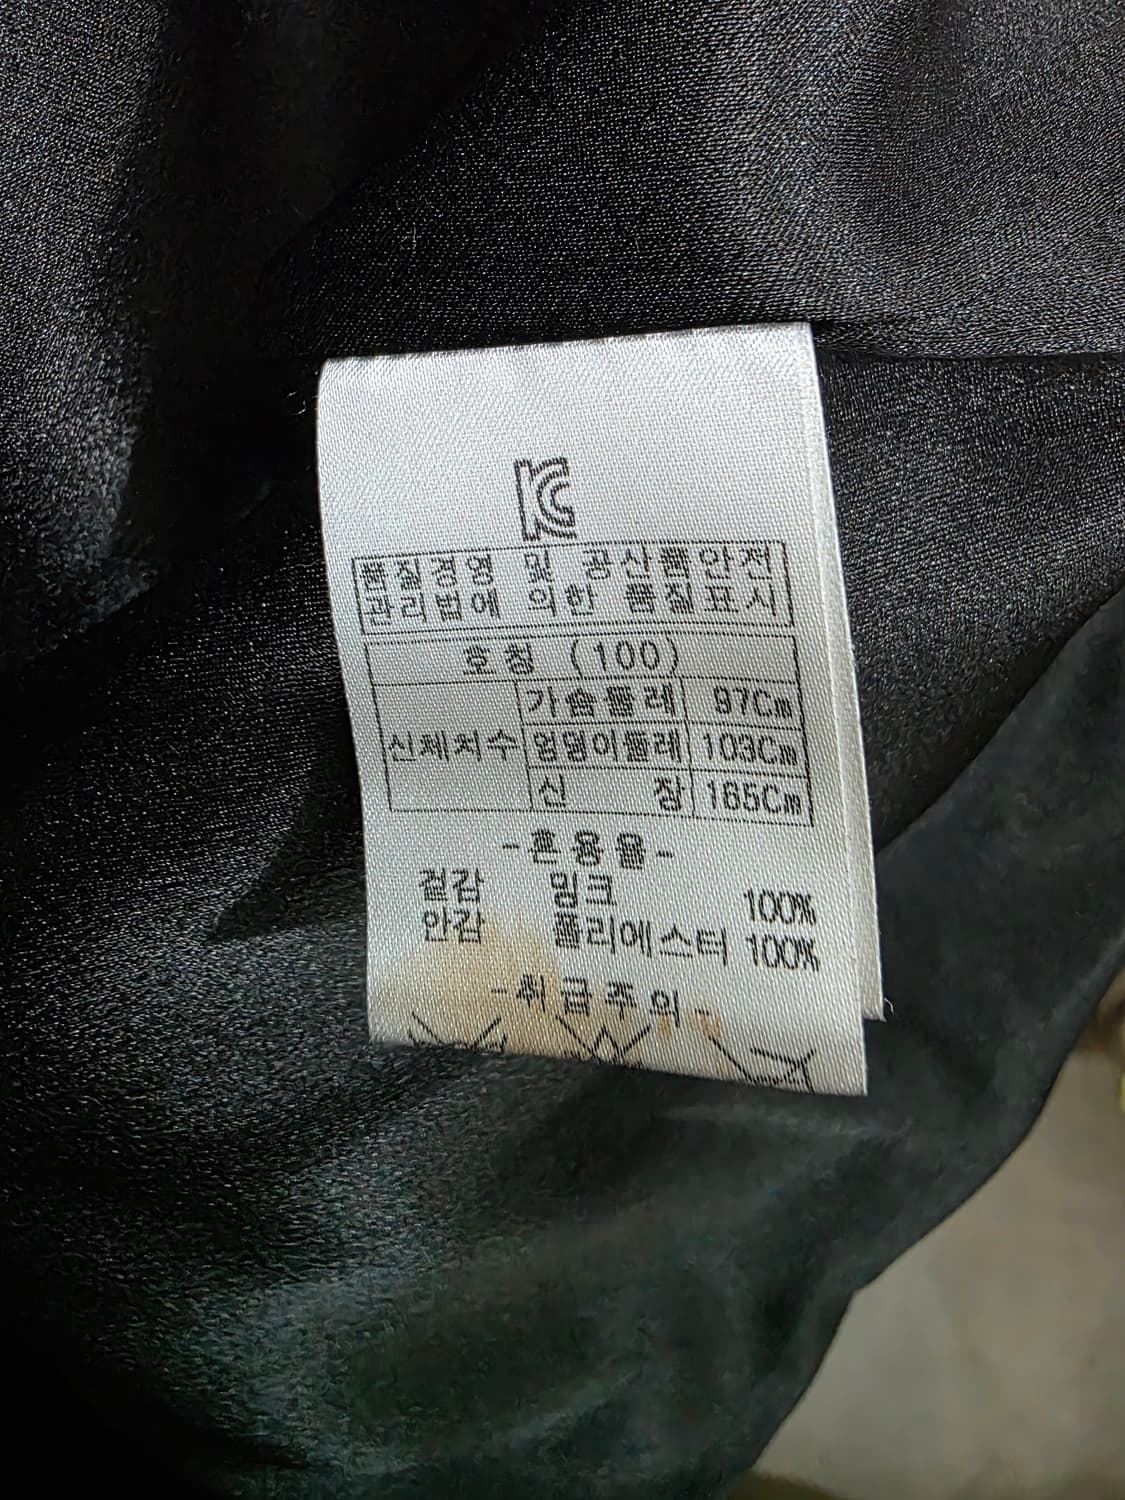 KC
품질경영 및 공산품안전
관리법에 의한 품질표시
호칭 (100)
가슴둘레 97Cm
신체치수 엉덩이둘레 103Cm
신 장 165Cm
-혼용율-
겉감 밍크 100%
안감 폴리에스터 100%
-취급주의-